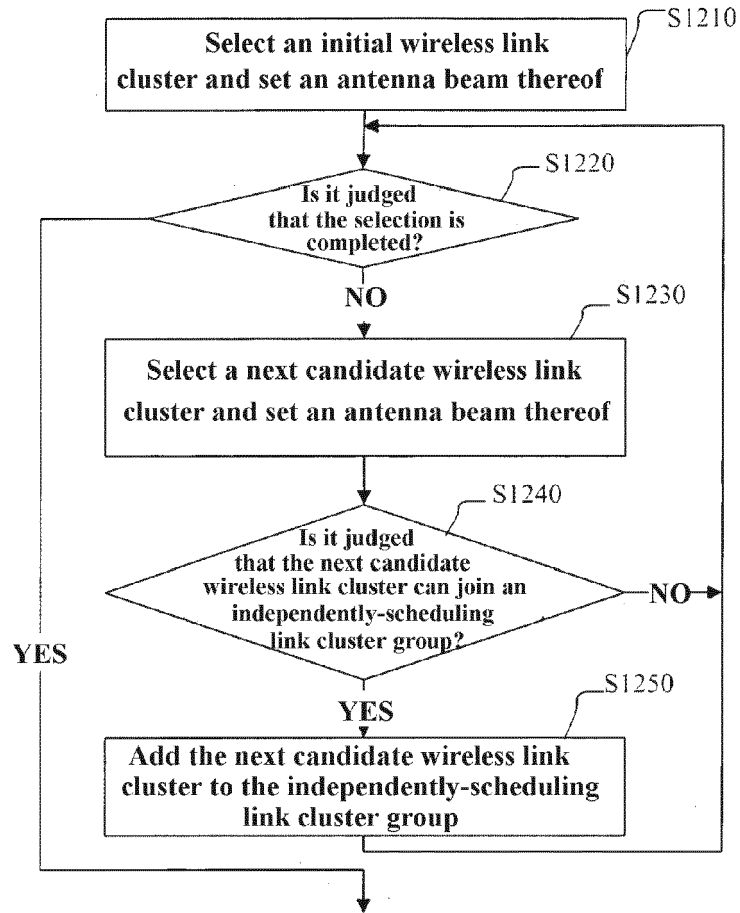 S1210
Select an initial wireless link
cluster and set an antenna beam thereof
S1220
Is it judged
that the selection is
completed?
NO
S1230
Select a next candidate wireless link
cluster and set an antenna beam thereof
S1240
Is it judged
that the next candidate
wireless link cluster can join an
independently-scheduling
link cluster group?
NO
YES
YES
S1250
Add the next candidate wireless link
cluster to the independently-scheduling
link cluster group